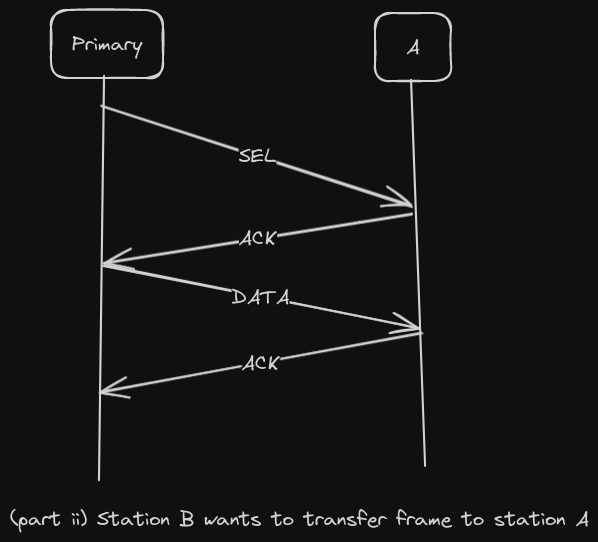 Primary
A
SEL
ACK
DATA
ACK
(part ii) Station B wants to transfer frame to station A